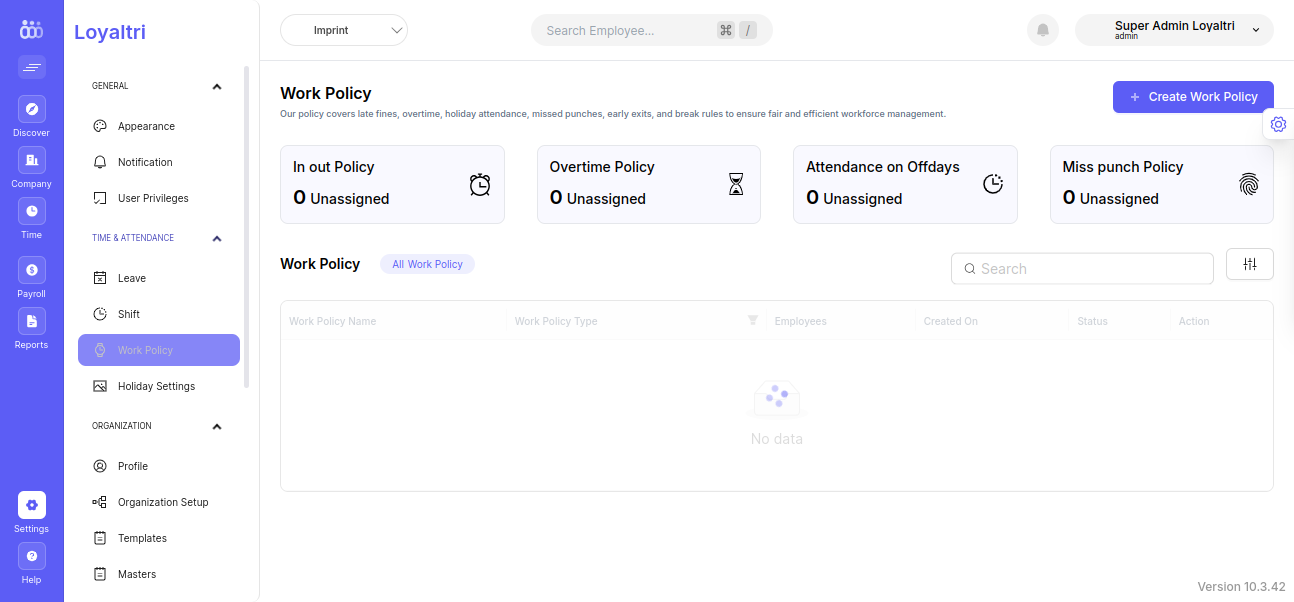 Loyaltri
Discover
Company
Time
Payroll
Reports
Settings
Help
GENERAL
Appearance
Notification
User Privileges
TIME & ATTENDANCE
Leave
Shift
Work Policy
Holiday Settings
ORGANIZATION
Profile
Organization Setup
Templates
Masters
Imprint
Search Employee... ⌘ /
Super Admin Loyaltri
admin
Work Policy
Our policy covers late fines, overtime, holiday attendance, missed punches, early exits, and break rules to ensure fair and efficient workforce management.
+ Create Work Policy
In out Policy
0 Unassigned
Overtime Policy
0 Unassigned
Attendance on Offdays
0 Unassigned
Miss punch Policy
0 Unassigned
Work Policy
All Work Policy
Search
Work Policy Name Work Policy Type Employees Created On Status Action
No data
Version 10.3.42